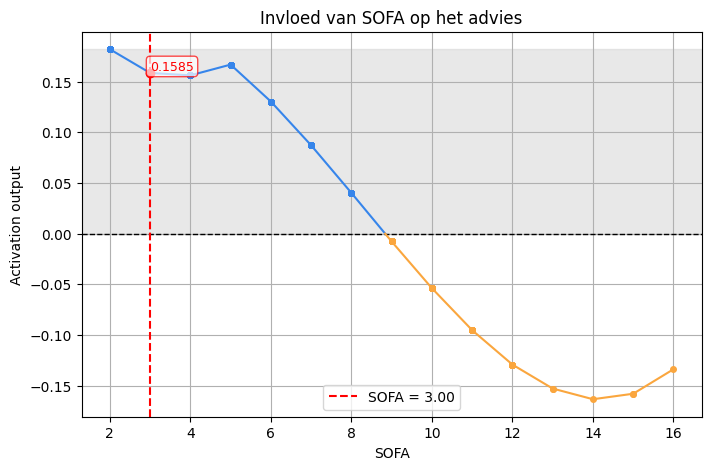 Invloed van SOFA op het advies
Activation output
0.15
0.10
0.05
0.00
−0.05
−0.10
−0.15
0.1585
SOFA = 3.00
2 4 6 8 10 12 14 16
SOFA